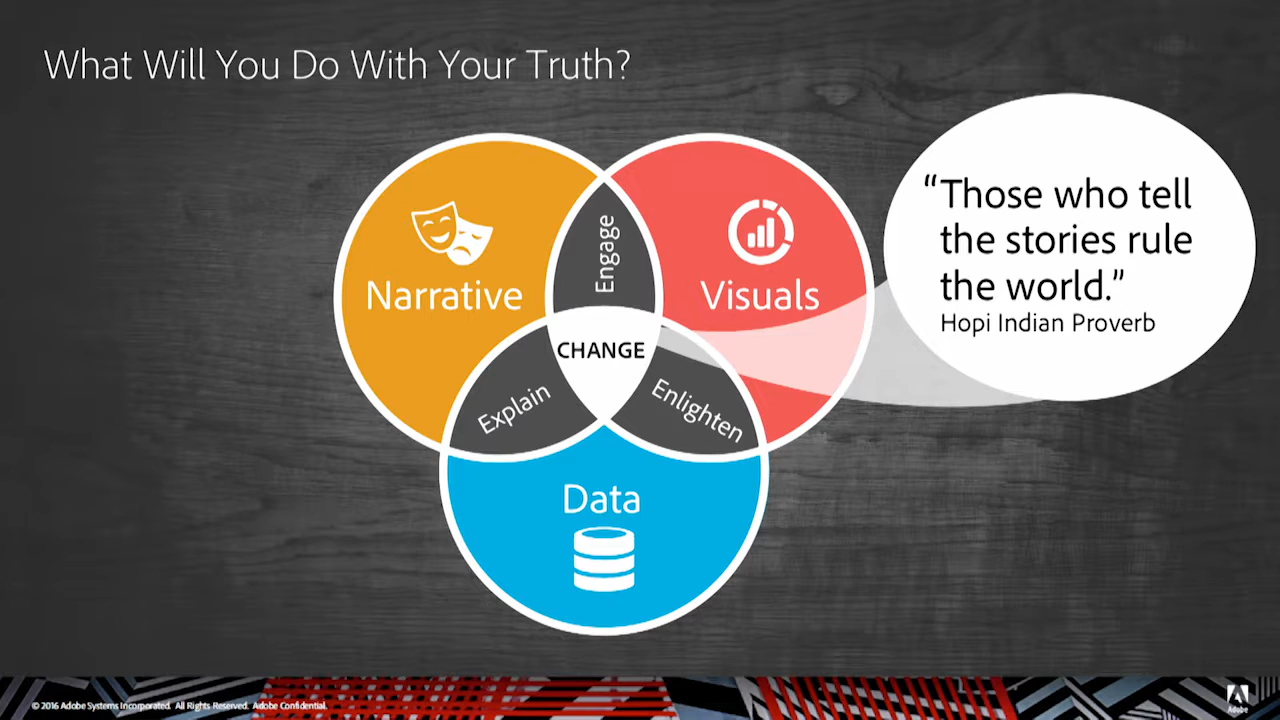 What Will You Do With Your Truth?
Narrative
Engage
Visuals
CHANGE
Explain
Enlighten
Data
“Those who tell
the stories rule
the world.”
Hopi Indian Proverb
© 2016 Adobe Systems Incorporated. All Rights Reserved. Adobe Confidential.
Adobe